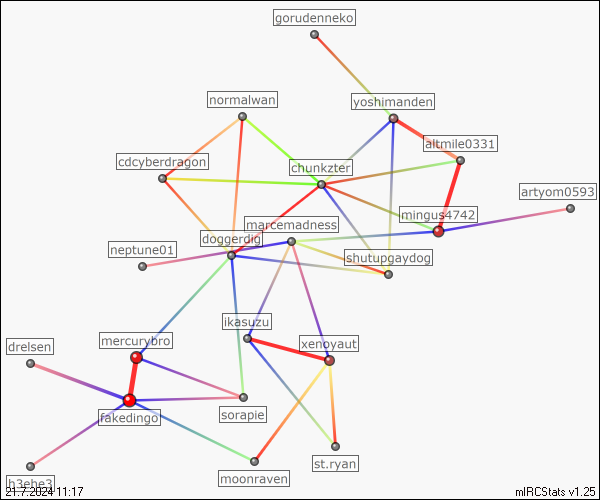 gorudenneko
normalwan
yoshimanden
altmile0331
cdcyberdragon
chunkzter
artyom0593
mingus4742
marcemadness
doggerdig
neptune01
shutupgaydog
ikasuzu
mercurybro
xenoyaut
drelsen
fakedingo
sorapie
st.ryan
moonraven
h3ehe3
21.7.2024 11:17
mIRCStats v1.25